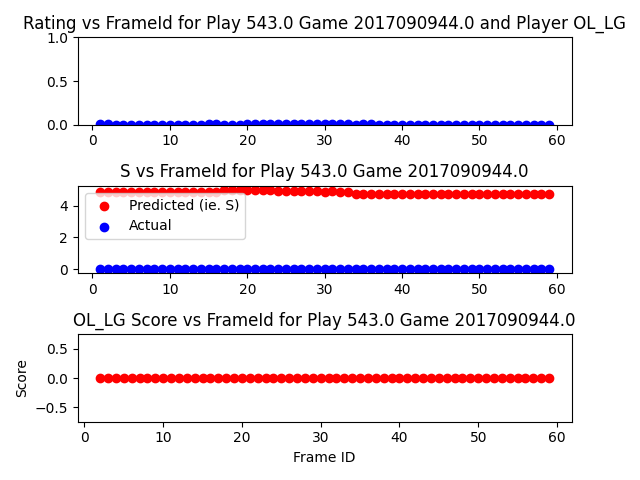 Rating vs FrameId for Play 543.0 Game 2017090944.0 and Player OL_LG
1.0
0.5
0.0
0 10 20 30 40 50 60
S vs FrameId for Play 543.0 Game 2017090944.0
4
2
0
Predicted (ie. S)
Actual
0 10 20 30 40 50 60
OL_LG Score vs FrameId for Play 543.0 Game 2017090944.0
Score
0.5
0.0
−0.5
0 10 20 30 40 50 60
Frame ID